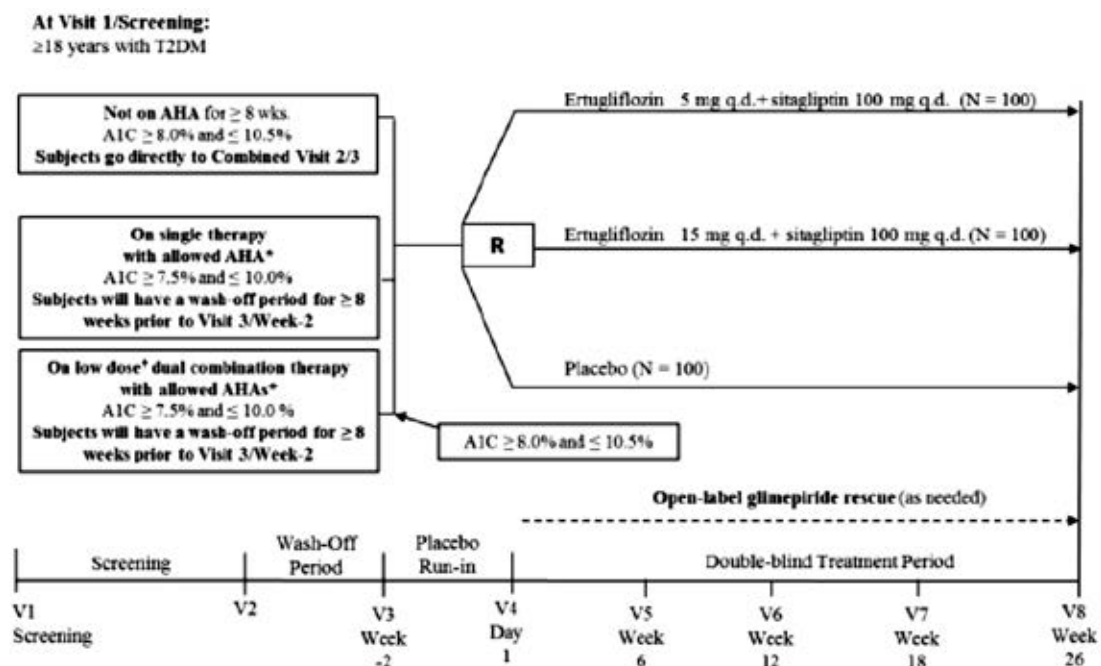 At Visit 1/Screening:
≥18 years with T2DM
Not on AHA for ≥ 8 wks.
A1C ≥ 8.0% and ≤ 10.5%
Subjects go directly to Combined Visit 2/3
On single therapy
with allowed AHA*
A1C ≥ 7.5% and ≤ 10.0%
Subjects will have a wash-off period for ≥ 8
weeks prior to Visit 3/Week-2
On low dose† dual combination therapy
with allowed AHAs*
A1C ≥ 7.5% and ≤ 10.0 %
Subjects will have a wash-off period for ≥ 8
weeks prior to Visit 3/Week-2
A1C ≥ 8.0% and ≤ 10.5%
R
Ertugliflozin 5 mg q.d.+ sitagliptin 100 mg q.d. (N = 100)
Ertugliflozin 15 mg q.d. + sitagliptin 100 mg q.d. (N = 100)
Placebo (N = 100)
Open-label glimepiride rescue (as needed)
Screening
Wash-Off
Period
Placebo
Run-in
Double-blind Treatment Period
V1
Screening
V2
V3
Week
-2
V4
Day
1
V5
Week
6
V6
Week
12
V7
Week
18
V8
Week
26